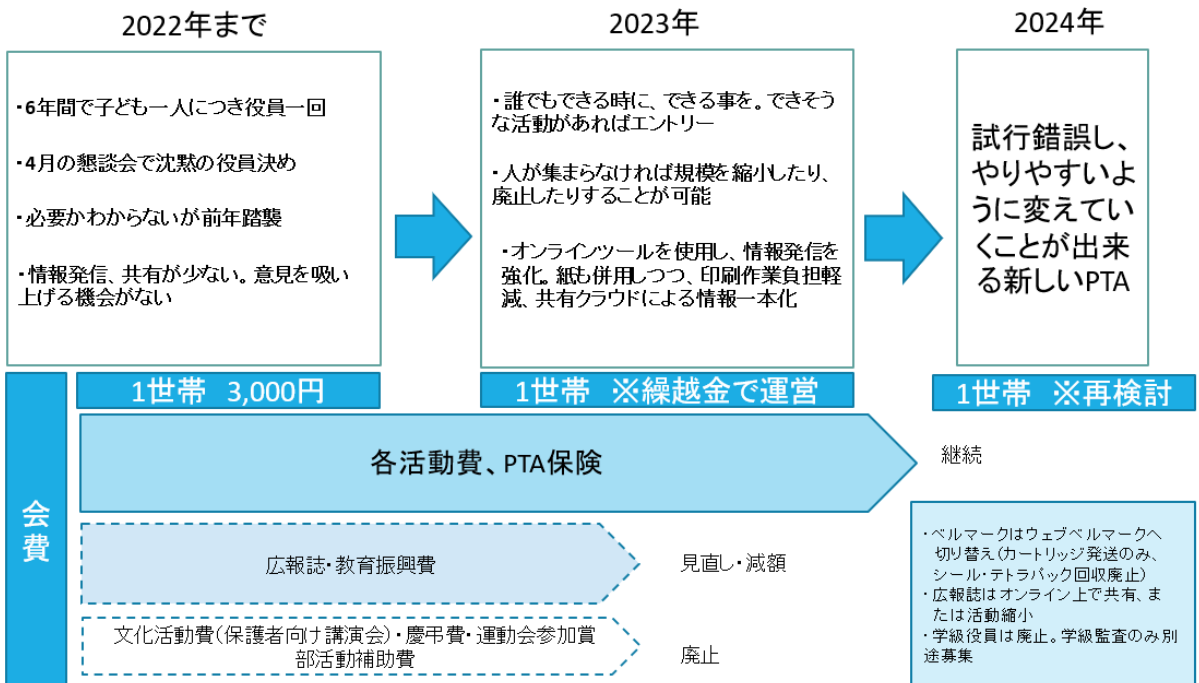 2022年まで
・6年間で子ども一人につき役員一回
・4月の懇談会で沈黙の役員決め
・必要かわからないが前年踏襲
・情報発信、共有が少ない。意見を吸い
上げる機会がない
2023年
・誰でもできる時に、できる事を。できそう
な活動があればエントリー
・人が集まらなければ規模を縮小したり、
廃止したりすることが可能
・オンラインツールを使用し、情報発信を
強化。紙も併用しつつ、印刷作業負担軽
減、共有クラウドによる情報一本化
2024年
試行錯誤し、
やりやすいよ
うに変えてい
くことが出来
る新しいPTA
会費
1世帯 3,000円
1世帯 ※繰越金で運営
1世帯 ※再検討
各活動費、PTA保険
継続
広報誌・教育振興費
見直し・減額
文化活動費(保護者向け講演会)・慶弔費・運動会参加賞
部活動補助費
廃止
・ベルマークはウェブベルマークへ
切り替え(カートリッジ発送のみ、
シール・テトラパック回収廃止)
・広報誌はオンライン上で共有、ま
たは活動縮小
・学級役員は廃止。学級監査のみ別
途募集